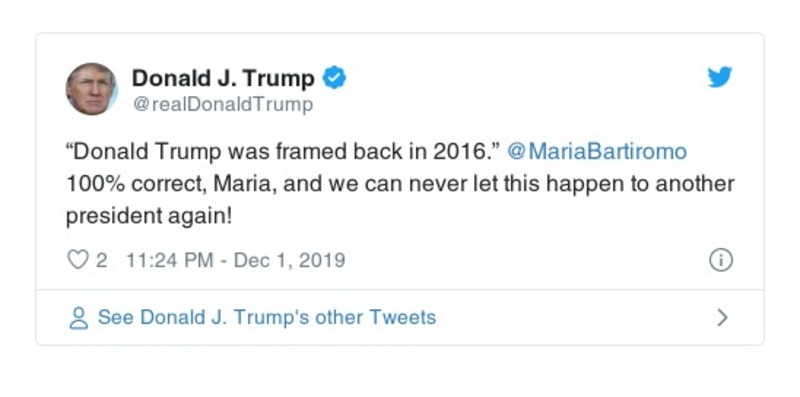 Donald J. Trump
@realDonaldTrump
“Donald Trump was framed back in 2016.” @MariaBartiromo
100% correct, Maria, and we can never let this happen to another
president again!
2 11:24 PM - Dec 1, 2019
See Donald J. Trump's other Tweets